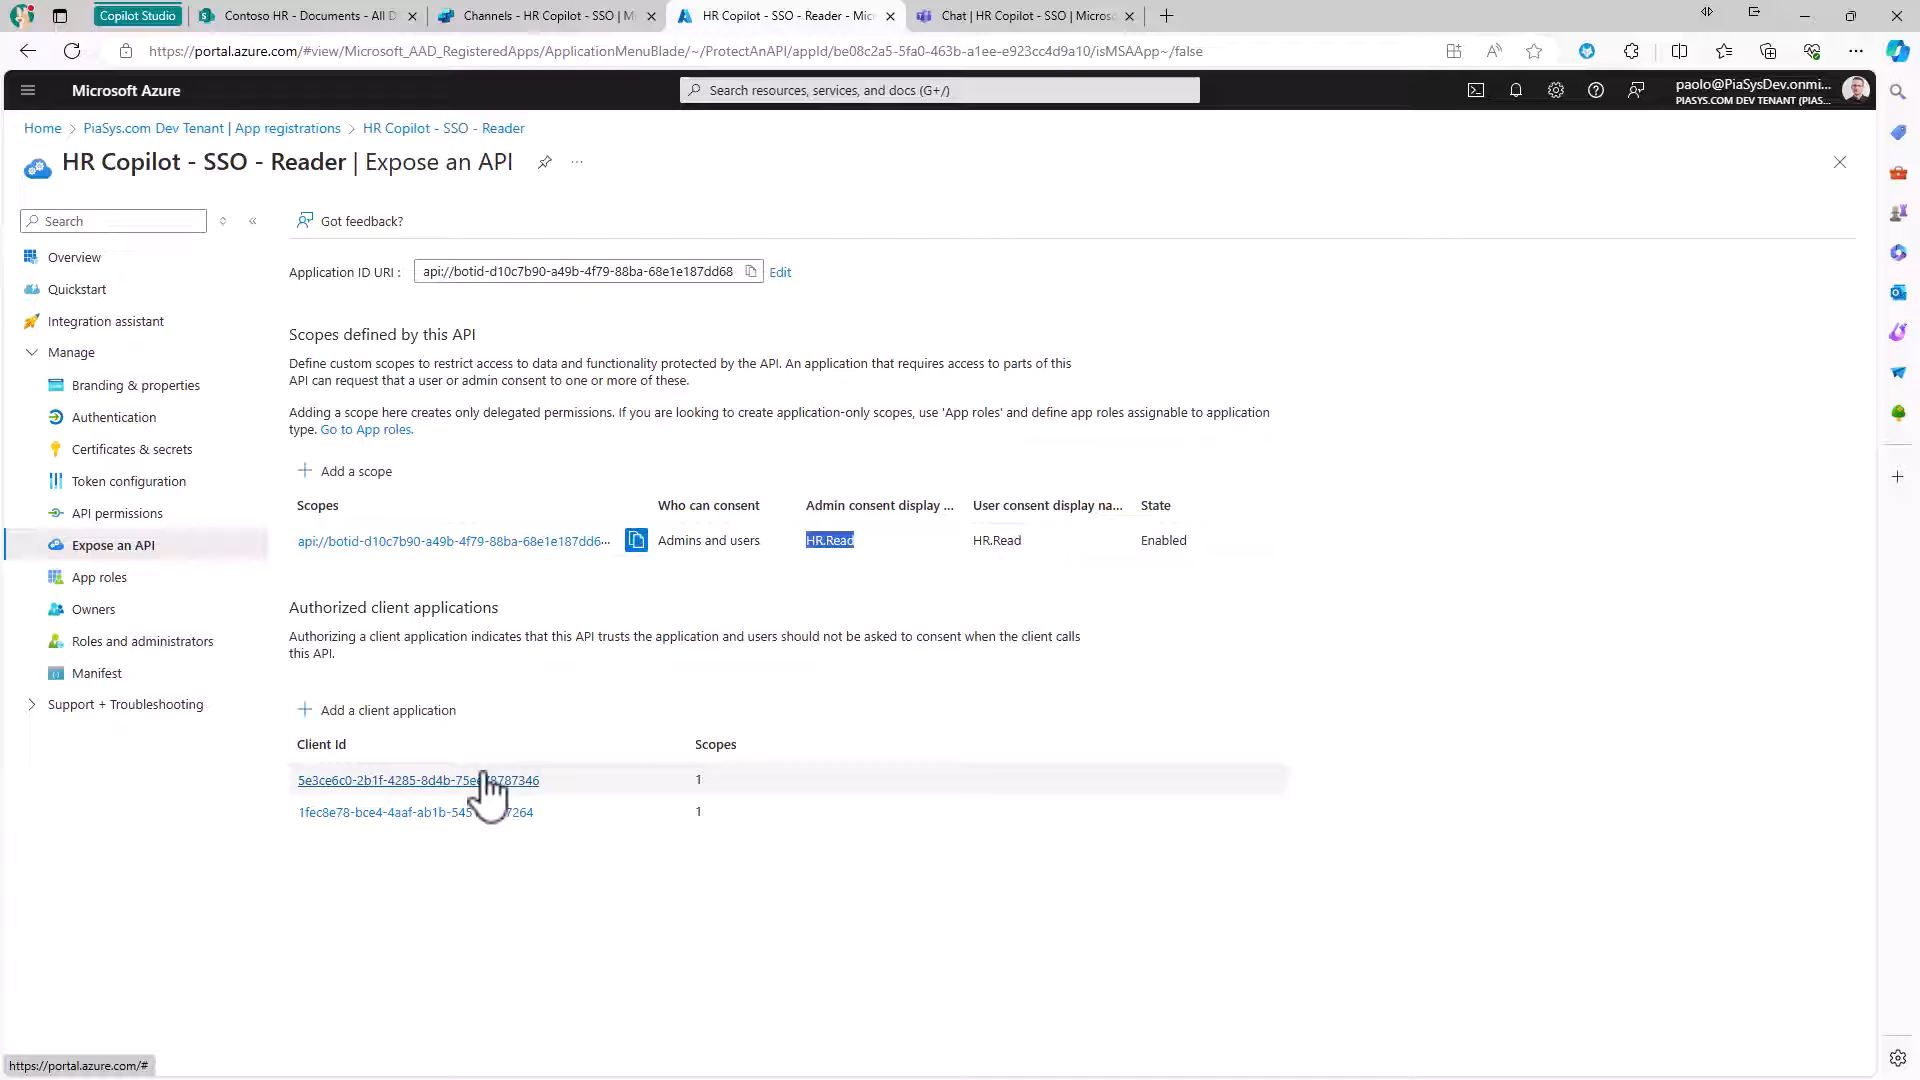 Copilot Studio
Contoso HR - Documents - All D
Channels - HR Copilot - SSO | Mi
HR Copilot - SSO - Reader - Micr
Chat | HR Copilot - SSO | Microso
https://portal.azure.com/#view/Microsoft_AAD_RegisteredApps/ApplicationMenuBlade/~/ProtectAnAPI/appId/be08c2a5-5fa0-463b-a1ee-e923cc4d9a10/isMSAApp~/false
Microsoft Azure
Search resources, services, and docs (G+/)
paolo@PiaSysDev.onmi...
PIASYS.COM DEV TENANT (PIAS...
Home > PiaSys.com Dev Tenant | App registrations > HR Copilot - SSO - Reader
HR Copilot - SSO - Reader | Expose an API
Search
Got feedback?
Overview
Quickstart
Integration assistant
Manage
Branding & properties
Authentication
Certificates & secrets
Token configuration
API permissions
Expose an API
App roles
Owners
Roles and administrators
Manifest
Support + Troubleshooting
Application ID URI : api://botid-d10c7b90-a49b-4f79-88ba-68e1e187dd68 Edit
Scopes defined by this API
Define custom scopes to restrict access to data and functionality protected by the API. An application that requires access to parts of this
API can request that a user or admin consent to one or more of these.
Adding a scope here creates only delegated permissions. If you are looking to create application-only scopes, use 'App roles' and define app roles assignable to application
type. Go to App roles.
Add a scope
Scopes Who can consent Admin consent display ... User consent display na... State
api://botid-d10c7b90-a49b-4f79-88ba-68e1e187dd6... Admins and users HR.Read HR.Read Enabled
Authorized client applications
Authorizing a client application indicates that this API trusts the application and users should not be asked to consent when the client calls
this API.
Add a client application
Client Id Scopes
5e3ce6c0-2b1f-4285-8d4b-75ee 8787346 1
1fec8e78-bce4-4aaf-ab1b-545 7264 1
https://portal.azure.com/#